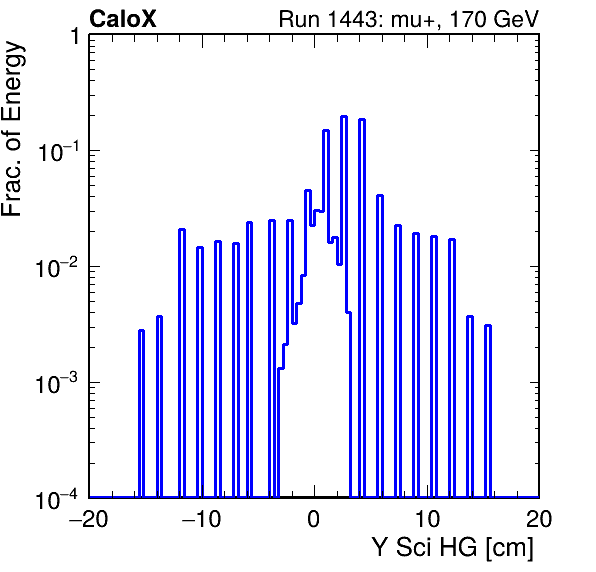 CaloX Run 1443: mu+, 170 GeV
Frac. of Energy
1
10⁻¹
10⁻²
10⁻³
10⁻⁴
−20 −10 0 10 20
Y Sci HG [cm]